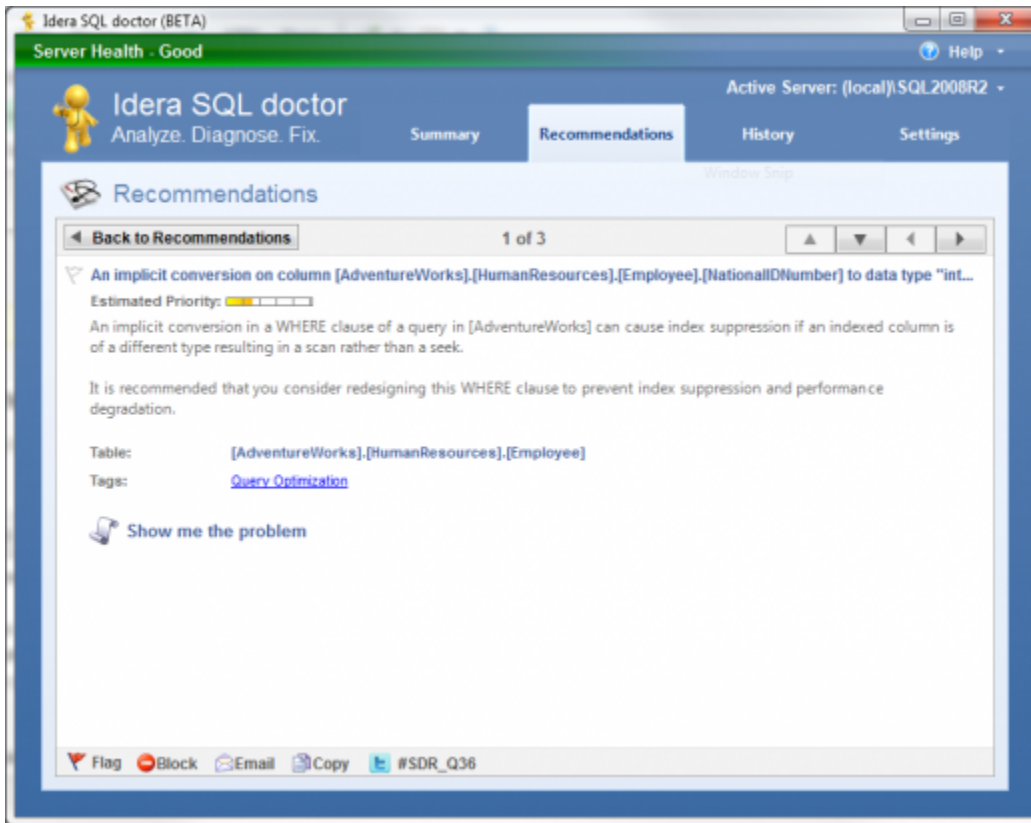 Idera SQL doctor (BETA)
Server Health - Good
Help
Active Server: (local)\SQL2008R2
Idera SQL doctor
Analyze. Diagnose. Fix.
Summary
Recommendations
History
Settings
Window Snip
Recommendations
Back to Recommendations
1 of 3
An implicit conversion on column [AdventureWorks].[HumanResources].[Employee].[NationalIDNumber] to data type "int...
Estimated Priority:
An implicit conversion in a WHERE clause of a query in [AdventureWorks] can cause index suppression if an indexed column is
of a different type resulting in a scan rather than a seek.
It is recommended that you consider redesigning this WHERE clause to prevent index suppression and performance
degradation.
Table: [AdventureWorks].[HumanResources].[Employee]
Tags: Query Optimization
Show me the problem
Flag Block Email Copy #SDR_Q36